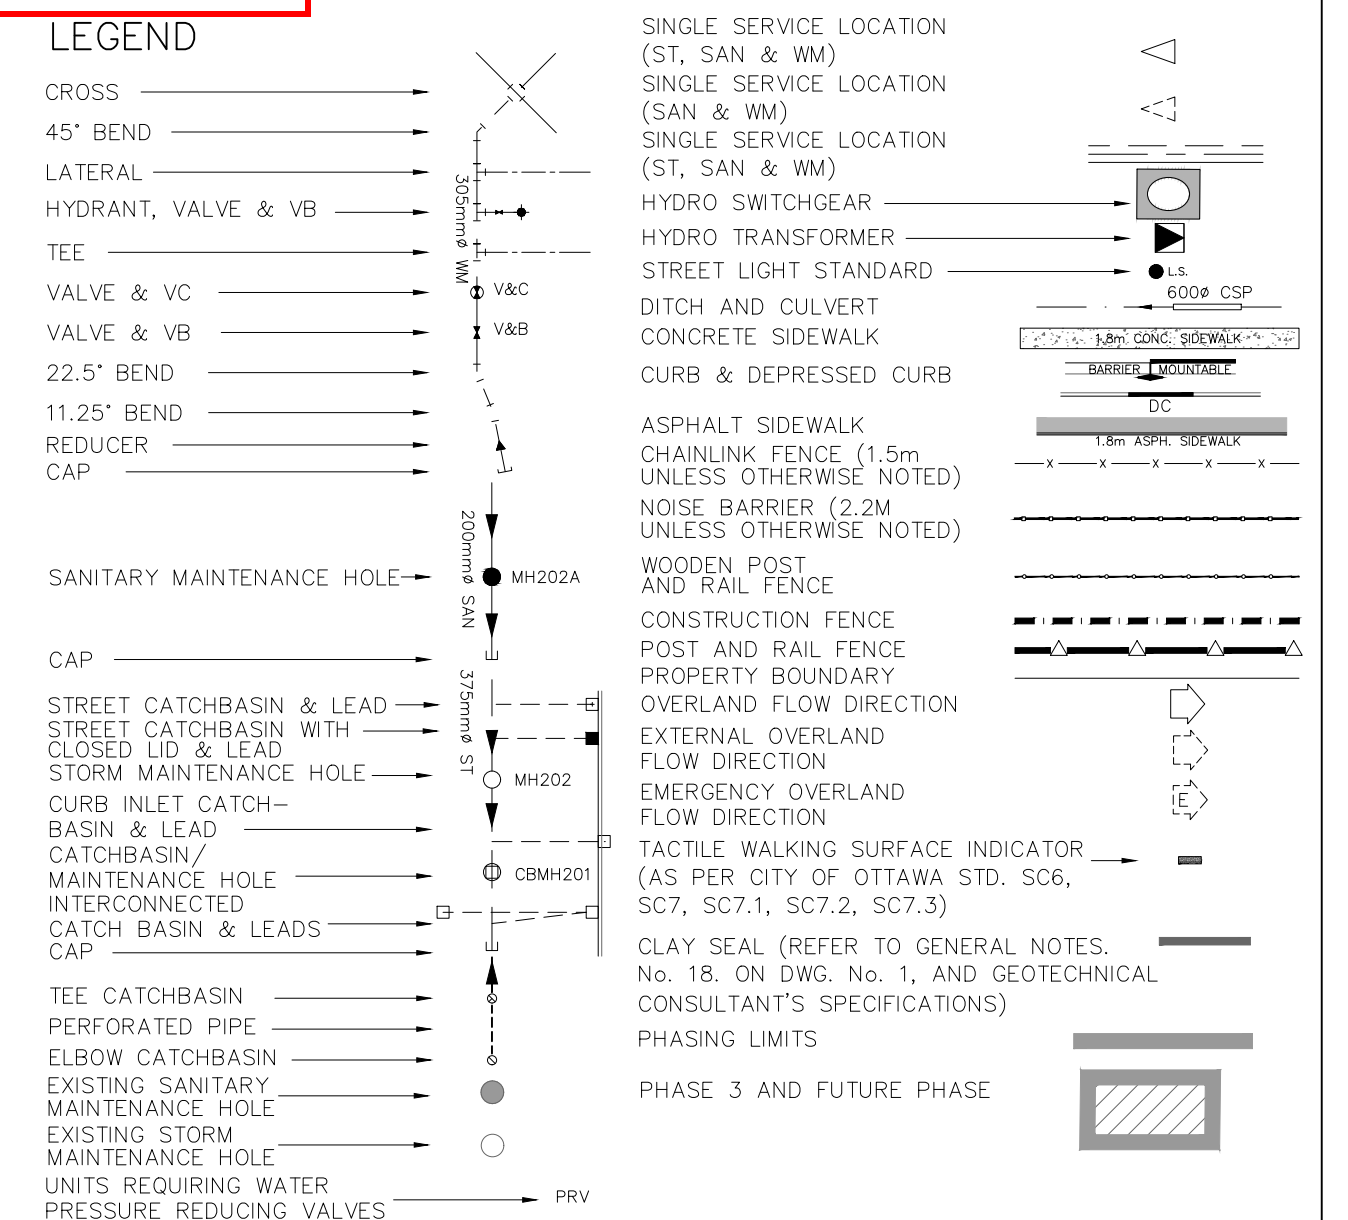 LEGEND
CROSS
45° BEND
LATERAL
HYDRANT, VALVE & VB
TEE
VALVE & VC
VALVE & VB
22.5° BEND
11.25° BEND
REDUCER
CAP
SANITARY MAINTENANCE HOLE
CAP
STREET CATCHBASIN & LEAD
STREET CATCHBASIN WITH
CLOSED LID & LEAD
STORM MAINTENANCE HOLE
CURB INLET CATCH-
BASIN & LEAD
CATCHBASIN/
MAINTENANCE HOLE
INTERCONNECTED
CATCH BASIN & LEADS
CAP
TEE CATCHBASIN
PERFORATED PIPE
ELBOW CATCHBASIN
EXISTING SANITARY
MAINTENANCE HOLE
EXISTING STORM
MAINTENANCE HOLE
UNITS REQUIRING WATER
PRESSURE REDUCING VALVES
305mmø WM
V&C
V&B
200mmø SAN
MH202A
375mmø ST
MH202
CBMH201
PRV
SINGLE SERVICE LOCATION
(ST, SAN & WM)
SINGLE SERVICE LOCATION
(SAN & WM)
SINGLE SERVICE LOCATION
(ST, SAN & WM)
HYDRO SWITCHGEAR
HYDRO TRANSFORMER
STREET LIGHT STANDARD
L.S.
DITCH AND CULVERT
600ø CSP
CONCRETE SIDEWALK
1.8m CONC. SIDEWALK
CURB & DEPRESSED CURB
BARRIER MOUNTABLE
DC
ASPHALT SIDEWALK
1.8m ASPH. SIDEWALK
CHAINLINK FENCE (1.5m
UNLESS OTHERWISE NOTED)
X X X X X
NOISE BARRIER (2.2M
UNLESS OTHERWISE NOTED)
WOODEN POST
AND RAIL FENCE
CONSTRUCTION FENCE
POST AND RAIL FENCE
PROPERTY BOUNDARY
OVERLAND FLOW DIRECTION
EXTERNAL OVERLAND
FLOW DIRECTION
EMERGENCY OVERLAND
FLOW DIRECTION
E
TACTILE WALKING SURFACE INDICATOR
(AS PER CITY OF OTTAWA STD. SC6,
SC7, SC7.1, SC7.2, SC7.3)
CLAY SEAL (REFER TO GENERAL NOTES.
No. 18. ON DWG. No. 1, AND GEOTECHNICAL
CONSULTANT'S SPECIFICATIONS)
PHASING LIMITS
PHASE 3 AND FUTURE PHASE